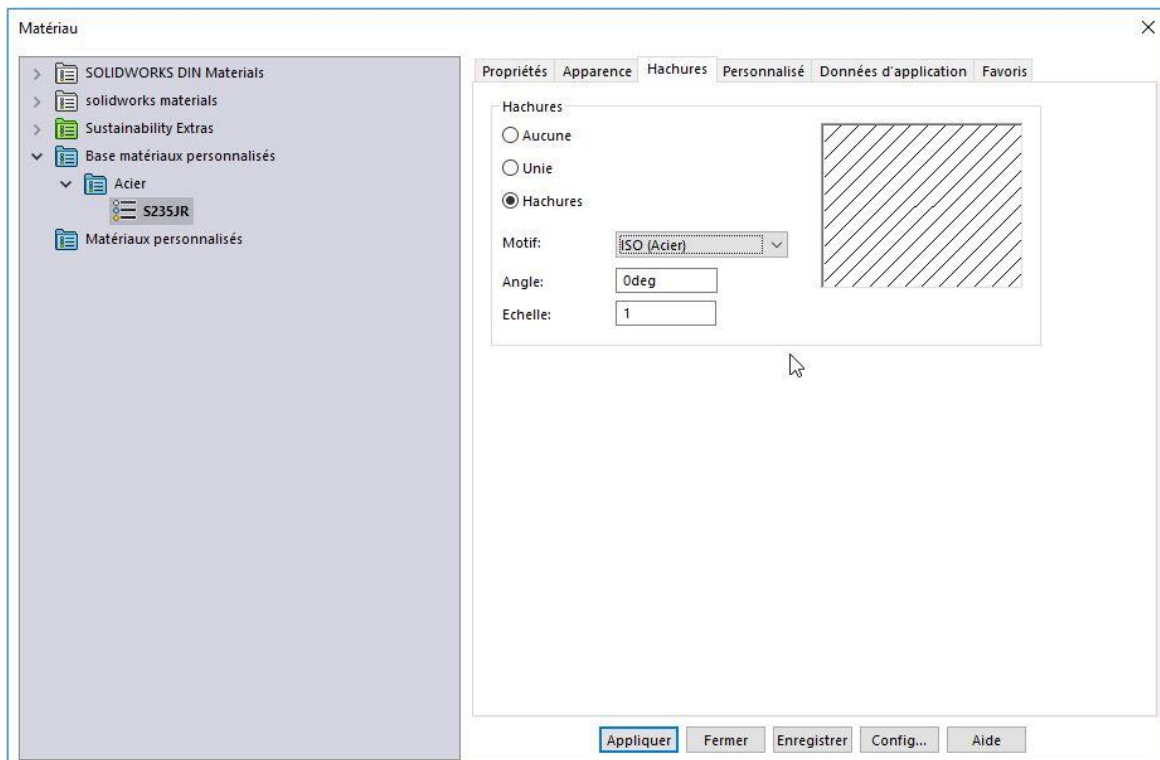 Matériau
SOLIDWORKS DIN Materials
solidworks materials
Sustainability Extras
Base matériaux personnalisés
Acier
S235JR
Matériaux personnalisés
Propriétés Apparence Hachures Personnalisé Données d'application Favoris
Hachures
Aucune
Unie
Hachures
Motif: ISO (Acier)
Angle: 0deg
Echelle: 1
Appliquer Fermer Enregistrer Config... Aide